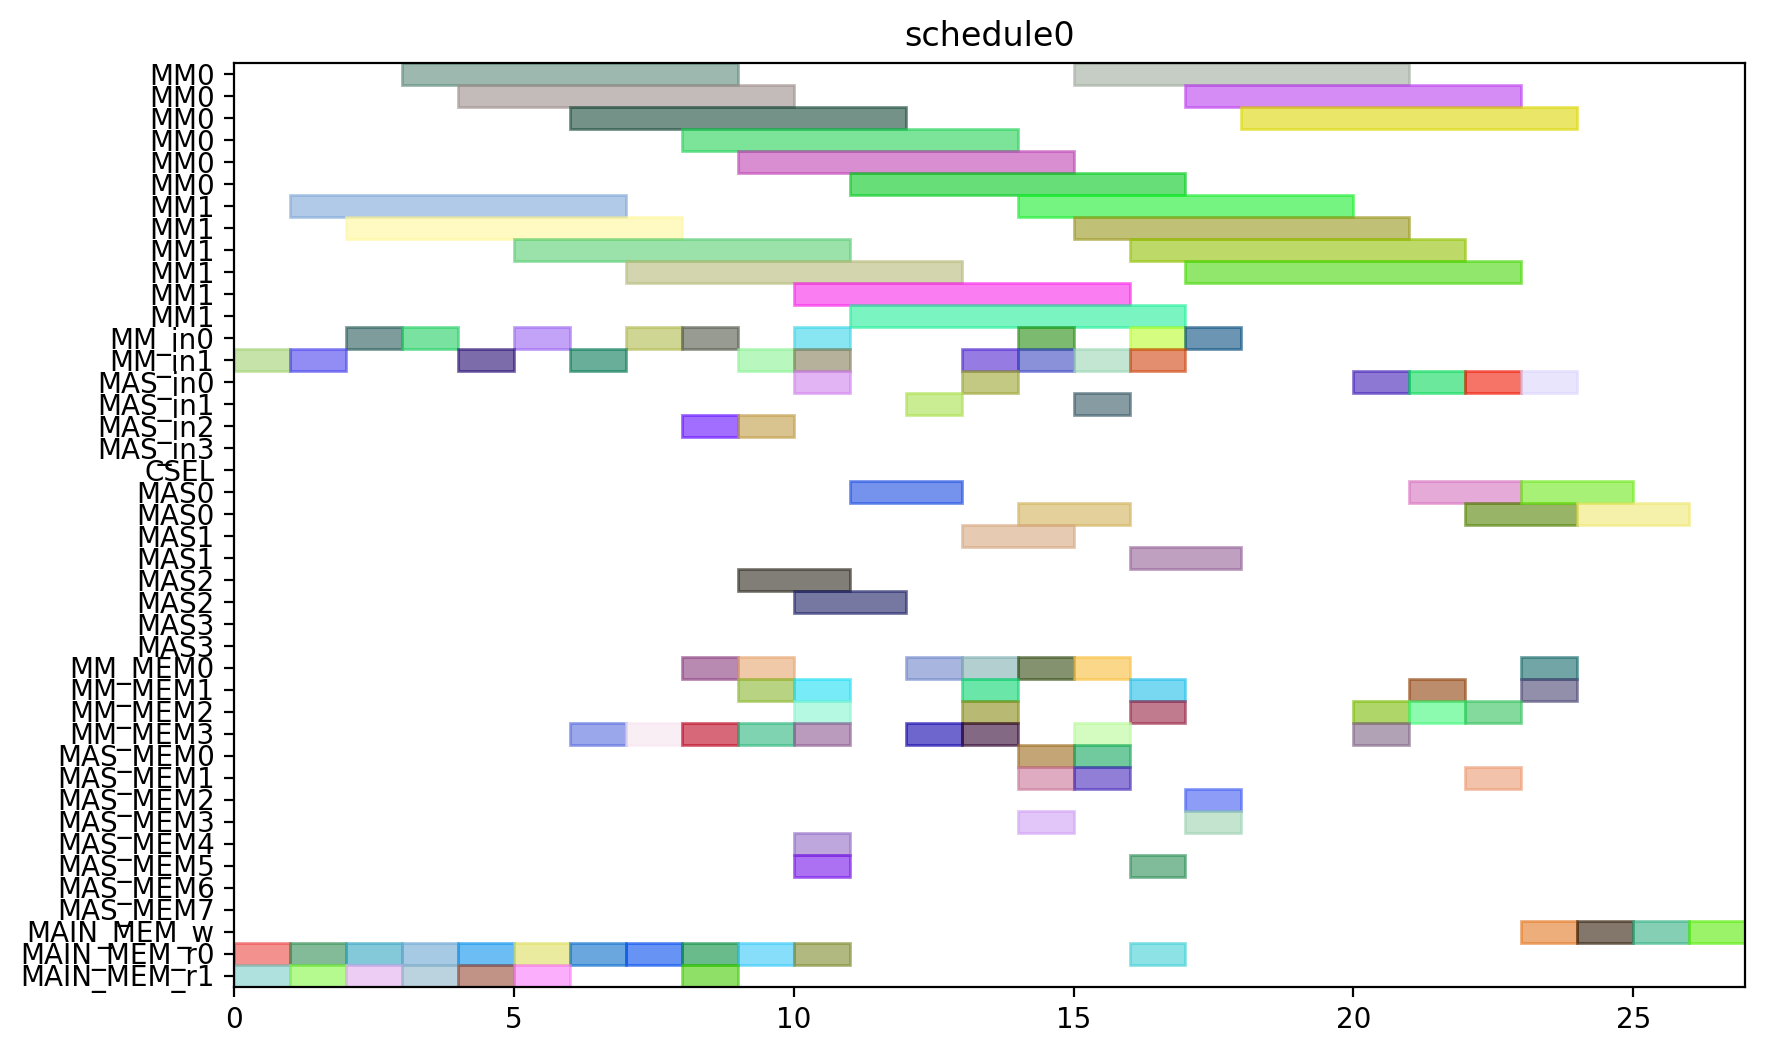 schedule0
MM0
MM0
MM0
MM0
MM0
MM0
MM1
MM1
MM1
MM1
MM1
MM1
MM_in0
MM_in1
MAS_in0
MAS_in1
MAS_in2
MAS_in3
CSEL
MAS0
MAS0
MAS1
MAS1
MAS2
MAS2
MAS3
MAS3
MM_MEM0
MM_MEM1
MM_MEM2
MM_MEM3
MAS_MEM0
MAS_MEM1
MAS_MEM2
MAS_MEM3
MAS_MEM4
MAS_MEM5
MAS_MEM6
MAS_MEM7
MAIN_MEM_w
MAIN_MEM_r0
MAIN_MEM_r1
0 5 10 15 20 25